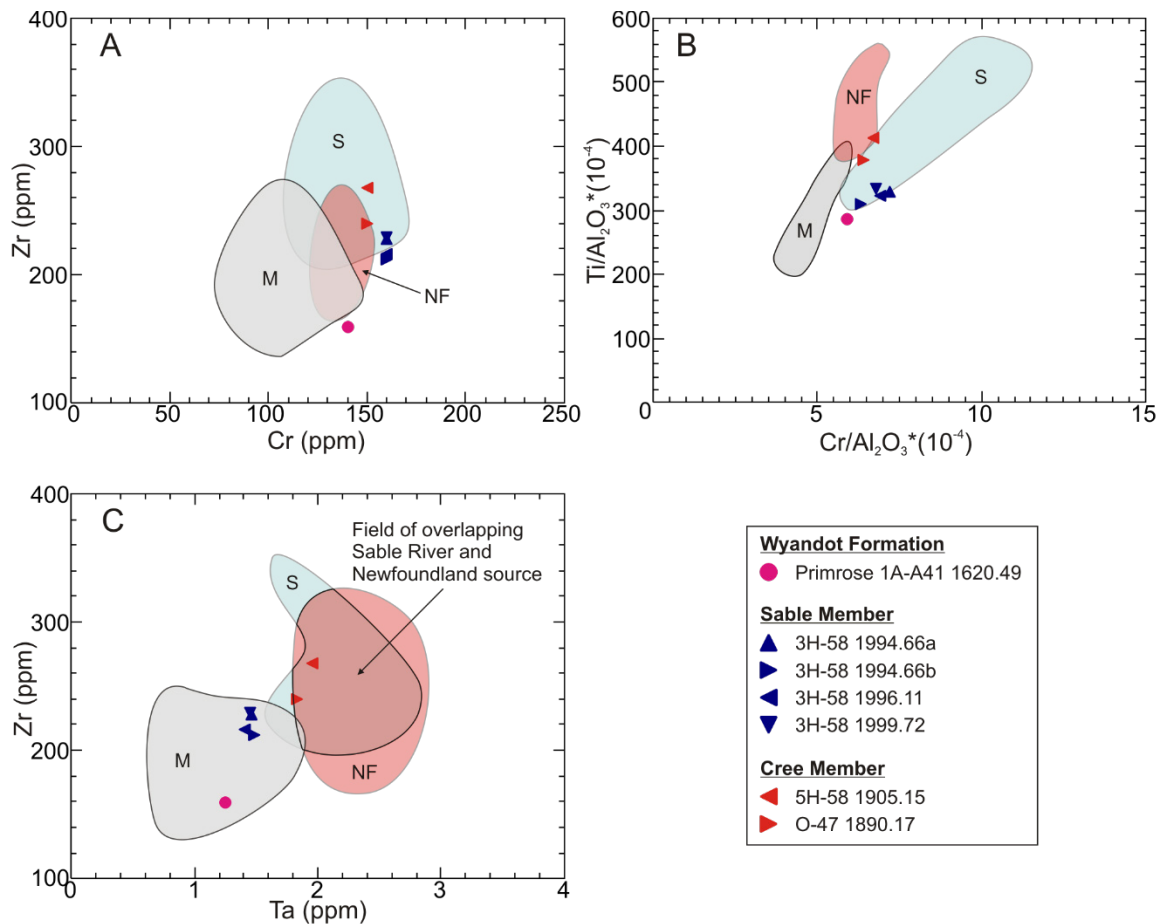 A
400
300
200
100
Zr (ppm)
S
M
NF
0
50
100
150
200
250
Cr (ppm)
B
600
500
400
300
200
100
0
Ti/Al₂O₃*(10⁻⁴)
NF
S
M
0
5
10
15
Cr/Al₂O₃*(10⁻⁴)
C
400
300
200
100
Zr (ppm)
Field of overlapping
Sable River and
Newfoundland source
S
M
NF
0
1
2
3
4
Ta (ppm)
Wyandot Formation
Primrose 1A-A41 1620.49
Sable Member
3H-58 1994.66a
3H-58 1994.66b
3H-58 1996.11
3H-58 1999.72
Cree Member
5H-58 1905.15
O-47 1890.17